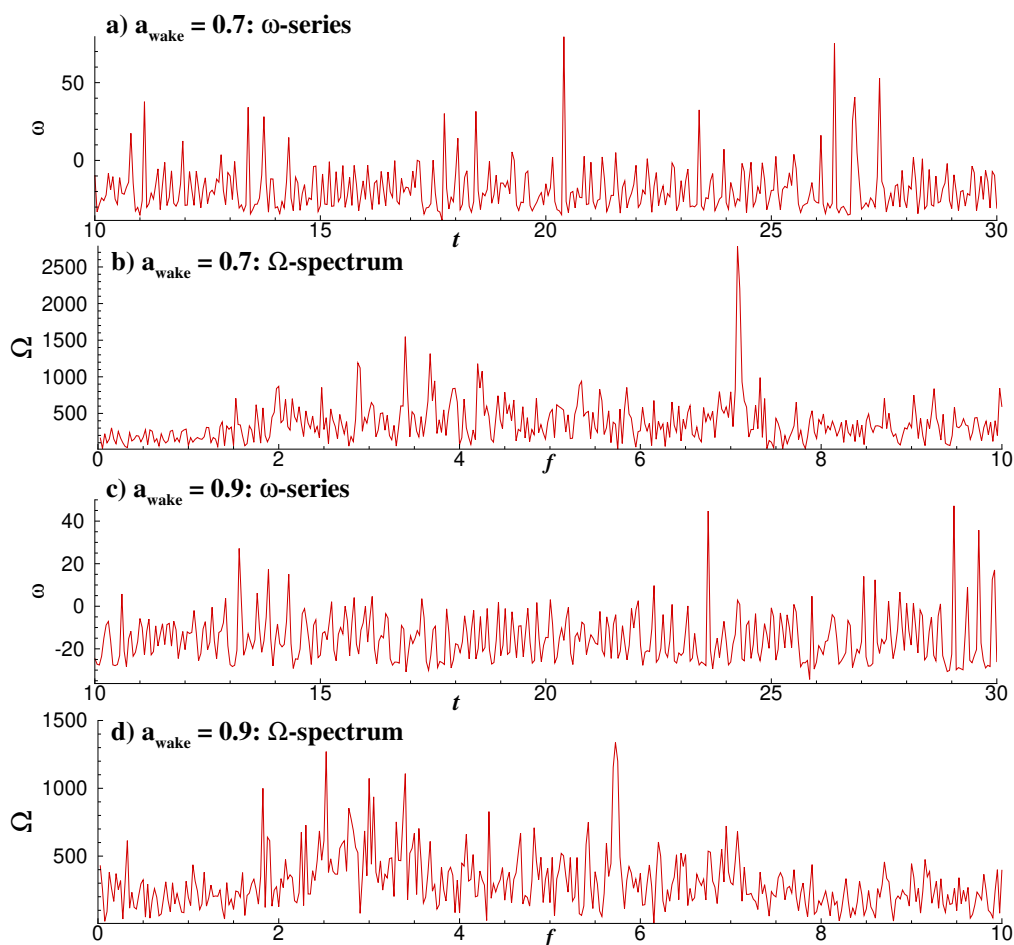 a) a_wake = 0.7: ω-series
ω
50
0
10 15 20 25 30
t
b) a_wake = 0.7: Ω-spectrum
Ω
2500
2000
1500
1000
500
0 2 4 6 8 10
f
c) a_wake = 0.9: ω-series
ω
40
20
0
-20
10 15 20 25 30
t
d) a_wake = 0.9: Ω-spectrum
Ω
1500
1000
500
0 2 4 6 8 10
f